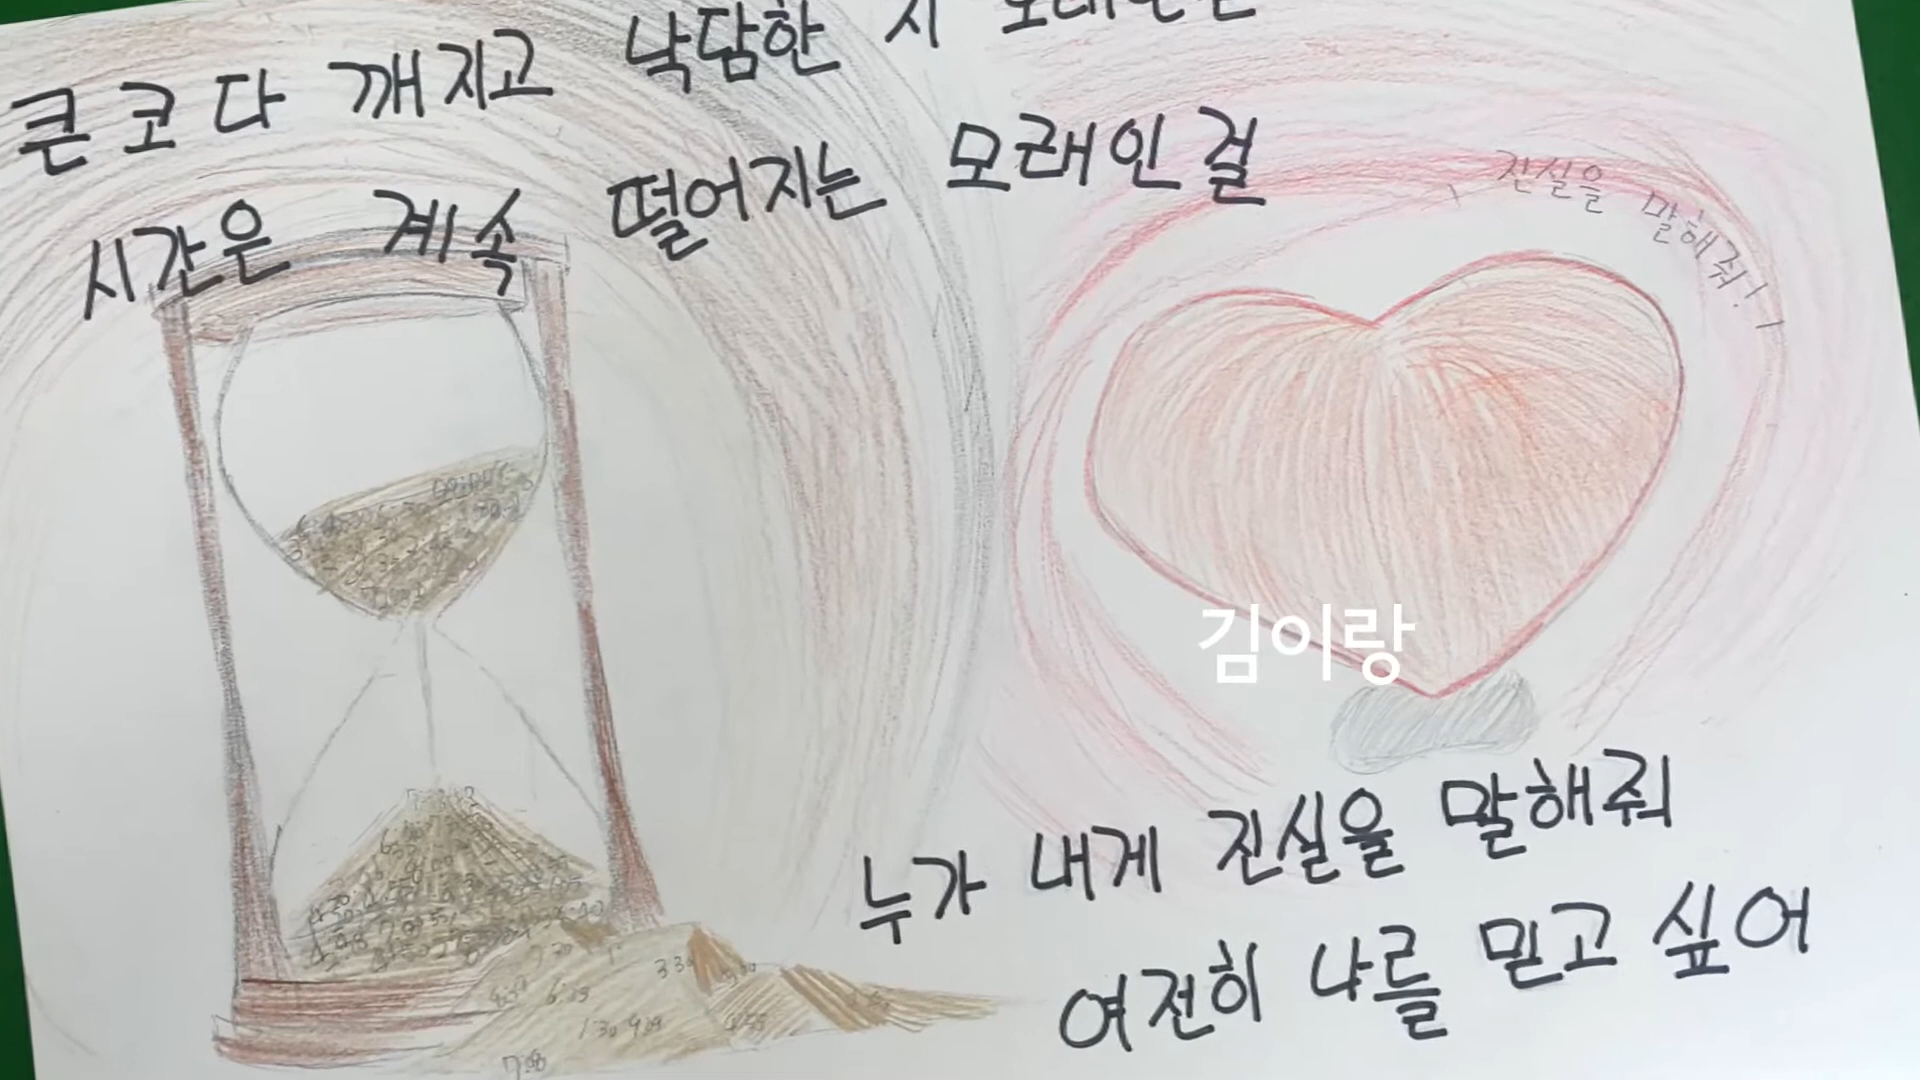 큰 코 다 깨지고 낙담한 시
시간은 계속 떨어지는 모래인걸
진실을 말해줘!
김이랑
누가 내게 진실을 말해줘
여전히 나를 믿고 싶어